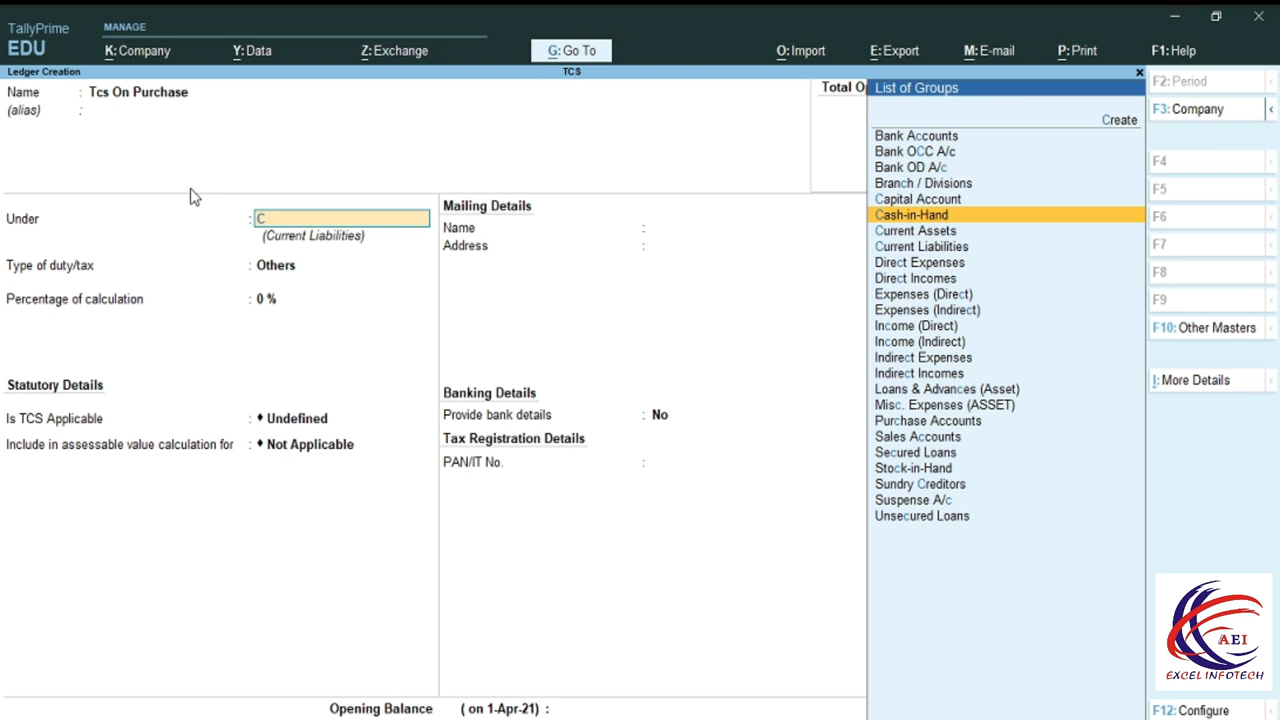 TallyPrime
EDU
MANAGE
K: Company
Y: Data
Z: Exchange
G: Go To
O: Import
E: Export
M: E-mail
P: Print
F1: Help
Ledger Creation
TCS
Name : Tcs On Purchase
(alias) :
Total Op
Under : C
(Current Liabilities)
Type of duty/tax : Others
Percentage of calculation : 0 %
Statutory Details
Is TCS Applicable : ♦ Undefined
Include in assessable value calculation for : ♦ Not Applicable
Mailing Details
Name :
Address :
Banking Details
Provide bank details : No
Tax Registration Details
PAN/IT No. :
Opening Balance ( on 1-Apr-21) :
List of Groups
Create
Bank Accounts
Bank OCC A/c
Bank OD A/c
Branch / Divisions
Capital Account
Cash-in-Hand
Current Assets
Current Liabilities
Direct Expenses
Direct Incomes
Expenses (Direct)
Expenses (Indirect)
Income (Direct)
Income (Indirect)
Indirect Expenses
Indirect Incomes
Loans & Advances (Asset)
Misc. Expenses (ASSET)
Purchase Accounts
Sales Accounts
Secured Loans
Stock-in-Hand
Sundry Creditors
Suspense A/c
Unsecured Loans
F2: Period
F3: Company
F4
F5
F6
F7
F8
F9
F10: Other Masters
I: More Details
AEI
EXCEL INFOTECH
F12: Configure